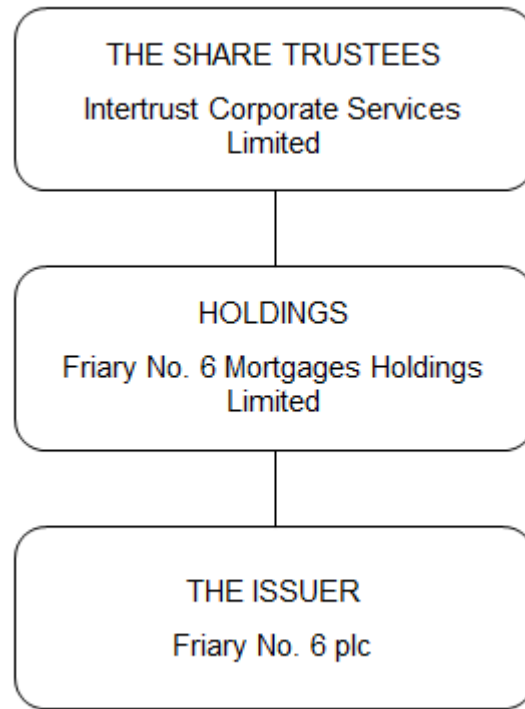 THE SHARE TRUSTEES
Intertrust Corporate Services
Limited
HOLDINGS
Friary No. 6 Mortgages Holdings
Limited
THE ISSUER
Friary No. 6 plc